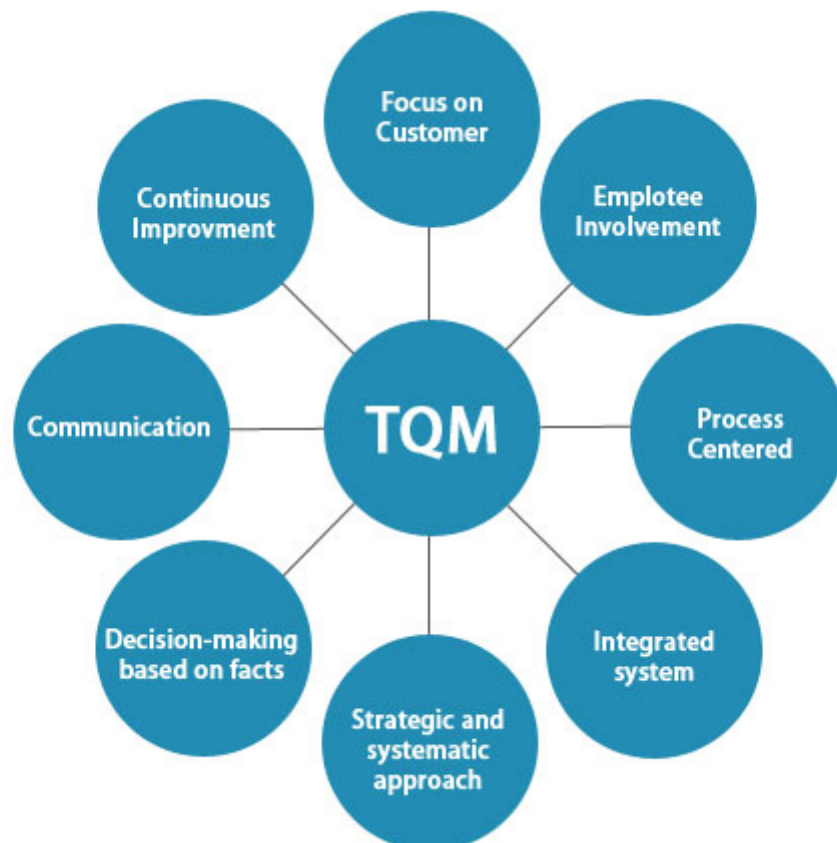 Focus on
Customer
Emplotee
Involvement
Process
Centered
Integrated
system
Strategic and
systematic
approach
Decision-making
based on facts
Communication
Continuous
Improvment
TQM